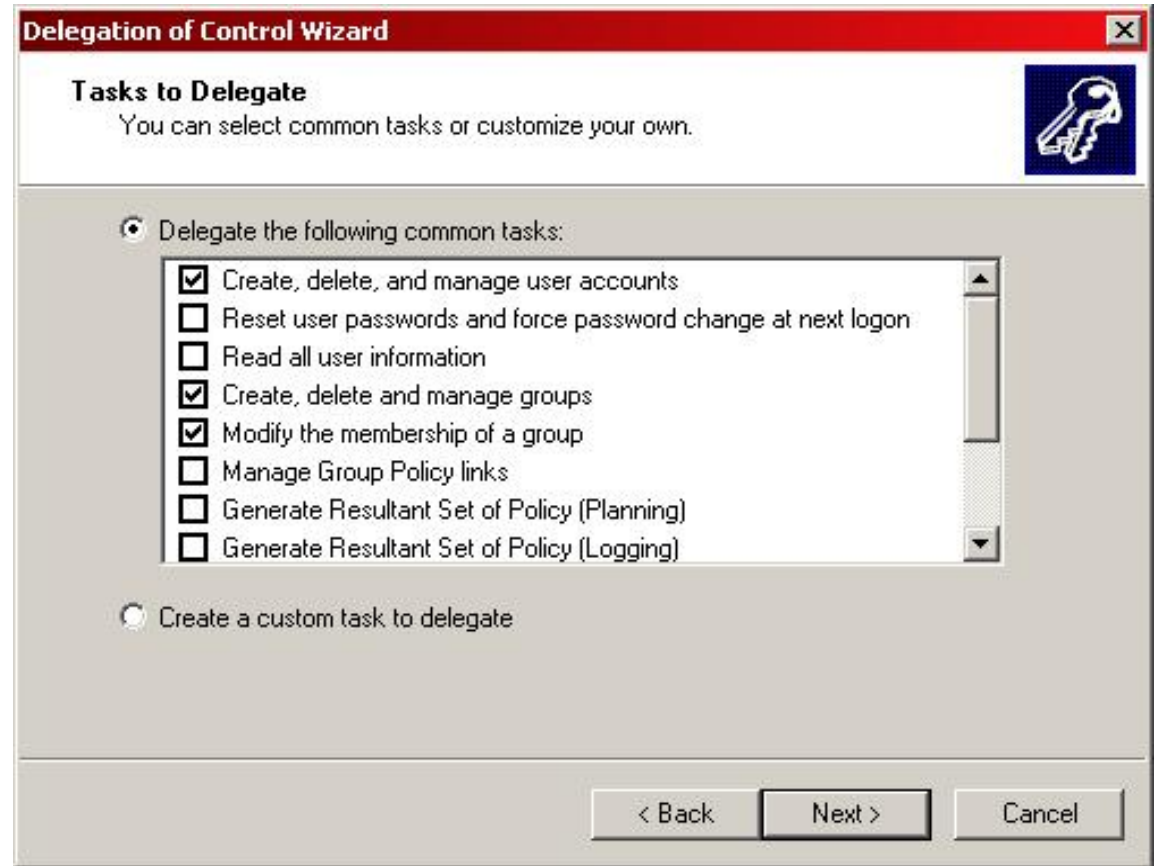 Delegation of Control Wizard
Tasks to Delegate
You can select common tasks or customize your own.
Delegate the following common tasks:
Create, delete, and manage user accounts
Reset user passwords and force password change at next logon
Read all user information
Create, delete and manage groups
Modify the membership of a group
Manage Group Policy links
Generate Resultant Set of Policy (Planning)
Generate Resultant Set of Policy (Logging)
Create a custom task to delegate
< Back Next > Cancel